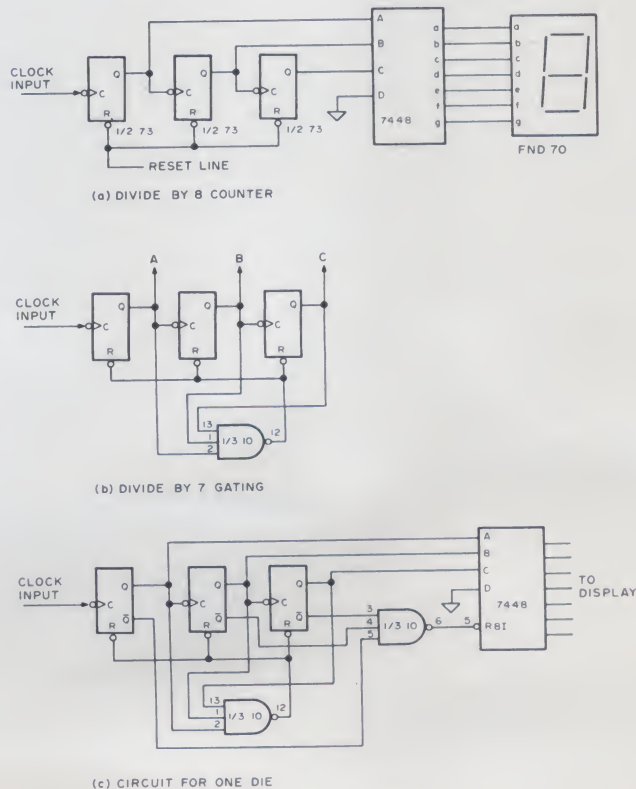 A
B
C
D
7448
a
b
c
d
e
f
g
a
b
c
d
e
f
g
FND 70
CLOCK
INPUT
Q
C
R
1/2 73
Q
C
R
1/2 73
Q
C
R
1/2 73
RESET LINE
(a) DIVIDE BY 8 COUNTER
A
B
C
CLOCK
INPUT
Q
C
R
Q
C
R
Q
C
R
13
1
2
1/3 10
12
(b) DIVIDE BY 7 GATING
CLOCK
INPUT
Q
C
Q̅
R
Q
C
Q̅
R
Q
C
Q̅
R
3
4
5
1/3 10
6
5
A
B
C
D
7448
RBI
TO
DISPLAY
13
1
2
1/3 10
12
(c) CIRCUIT FOR ONE DIE